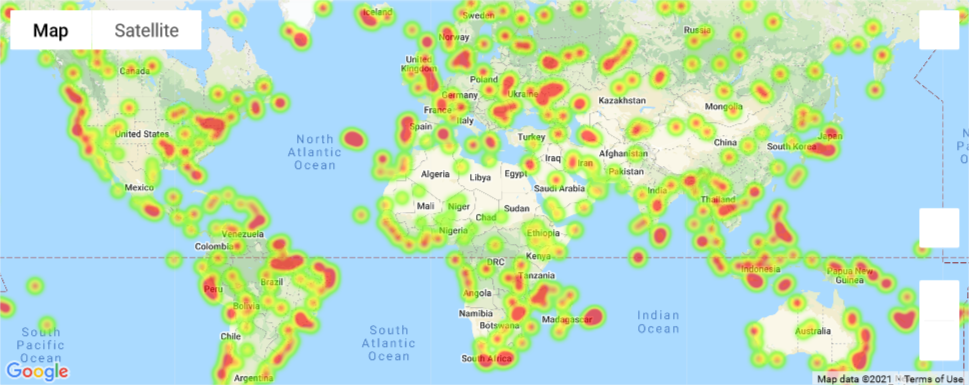 Map
Satellite
Iceland
Sweden
Norway
Russia
Canada
United
Kingdom
Poland
Germany
Ukraine
Kazakhstan
Mongolia
France
Italy
Spain
Turkey
United States
North
Atlantic
Ocean
China
South Korea
Japan
Iraq
Iran
Afghanistan
Pakistan
Algeria
Libya
Egypt
Saudi Arabia
India
Mexico
Mali
Niger
Chad
Sudan
Thailand
Nigeria
Ethiopia
Venezuela
Colombia
DRC
Kenya
Tanzania
Indonesia
Papua New
Guinea
Peru
Brazil
Bolivia
Angola
Namibia
Botswana
Madagascar
Indian
Ocean
Australia
South
Pacific
Ocean
Chile
South
Atlantic
Ocean
South Africa
Argentina
Google
Map data ©2021
Terms of Use